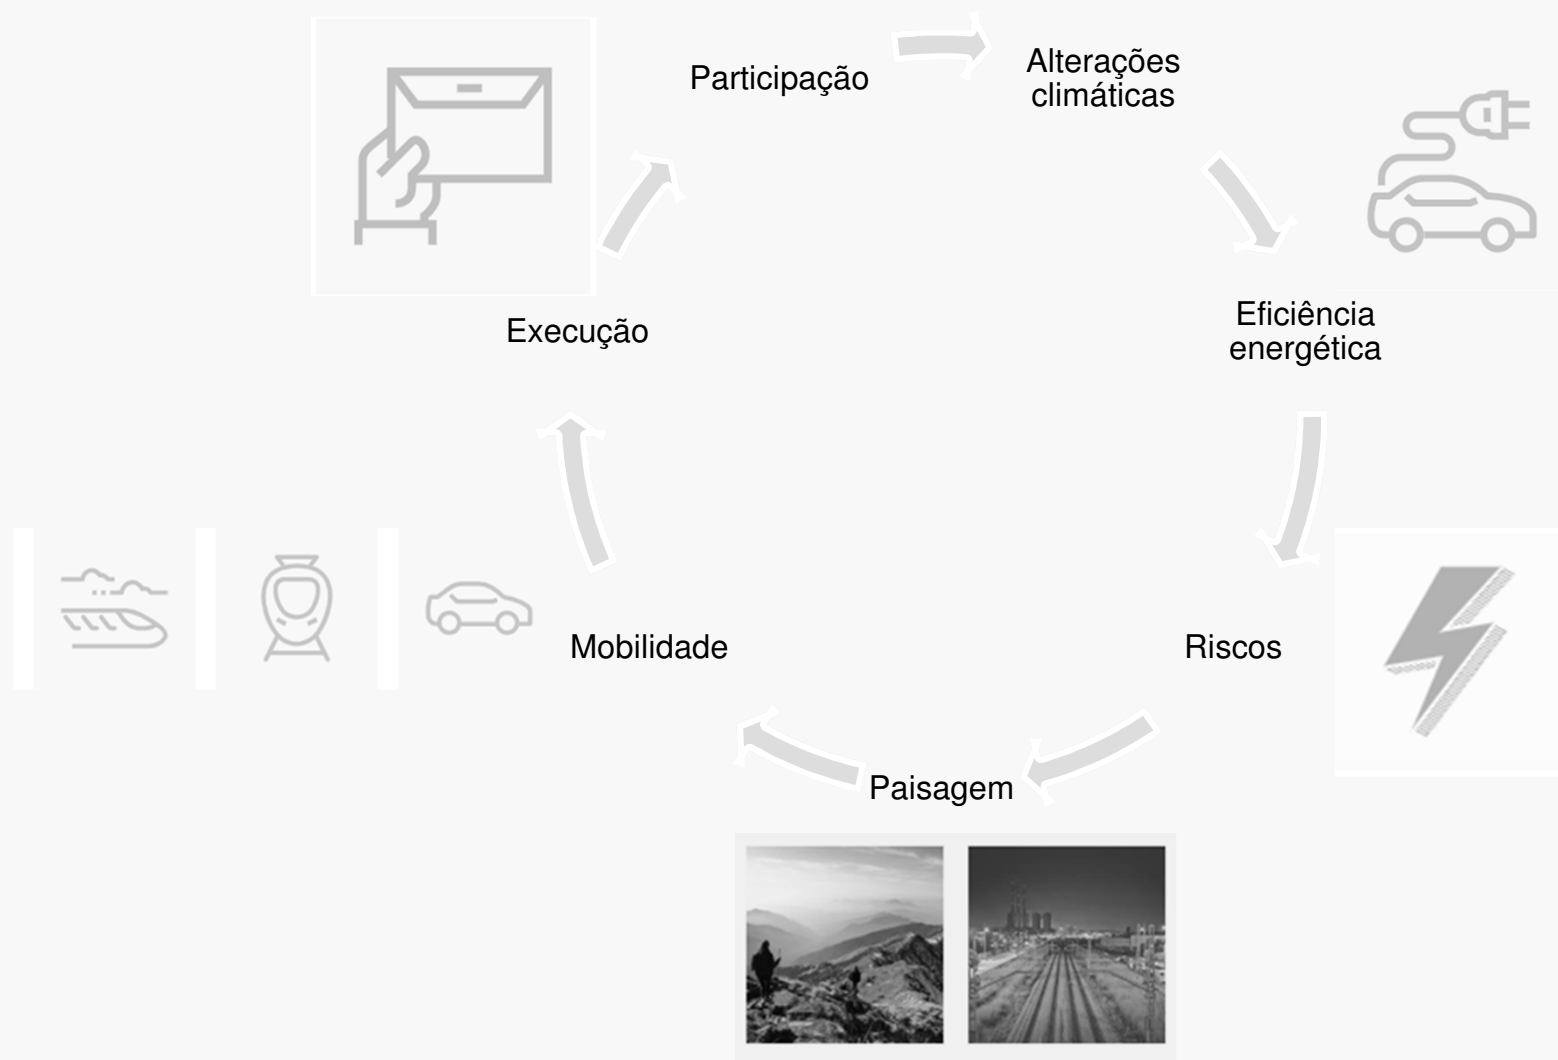 Participação
Alterações
climáticas
Eficiência
energética
Riscos
Paisagem
Mobilidade
Execução